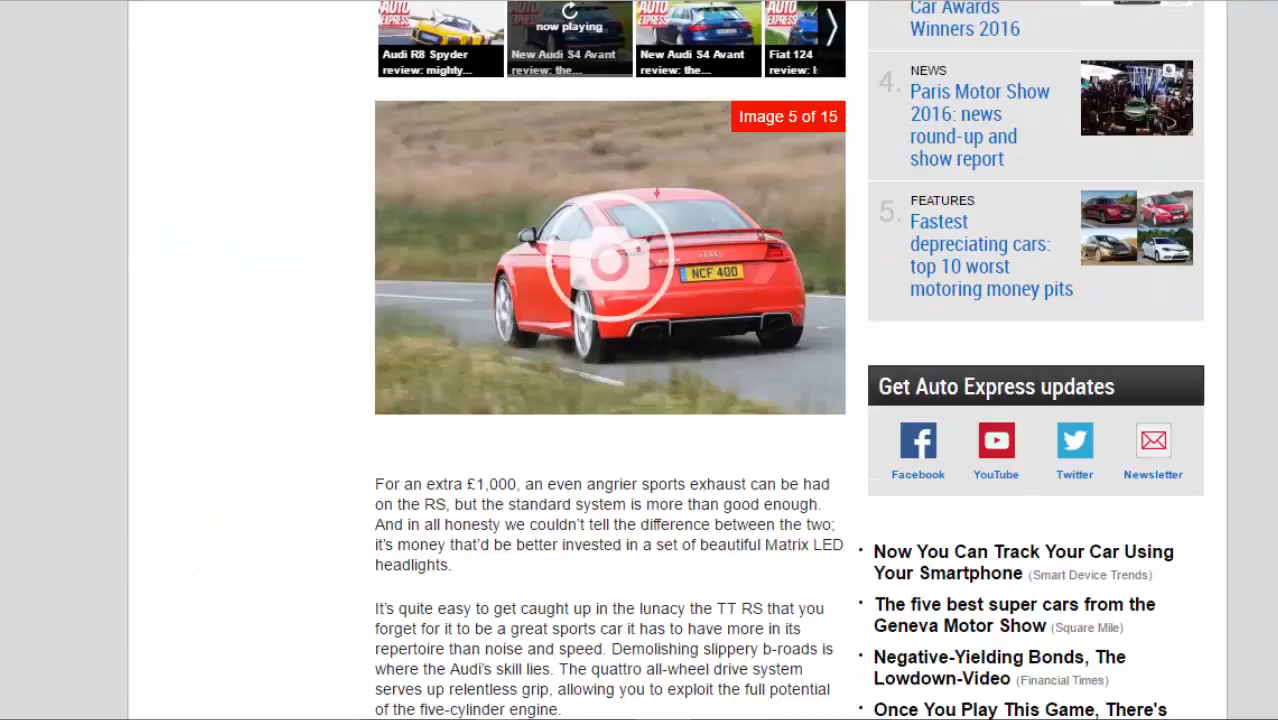 AUTO
EXPRESS
Audi R8 Spyder
review: mighty...
now playing
New Audi S4 Avant
review: the...
AUTO
EXPRESS
New Audi S4 Avant
review: the...
AUTO
EXPRESS
Fiat 124
Image 5 of 15
NCF 400
For an extra £1,000, an even angrier sports exhaust can be had
on the RS, but the standard system is more than good enough.
And in all honesty we couldn’t tell the difference between the two;
it’s money that’d be better invested in a set of beautiful Matrix LED
headlights.
It’s quite easy to get caught up in the lunacy the TT RS that you
forget for it to be a great sports car it has to have more in its
repertoire than noise and speed. Demolishing slippery b-roads is
where the Audi’s skill lies. The quattro all-wheel drive system
serves up relentless grip, allowing you to exploit the full potential
of the five-cylinder engine.
Car Awards
Winners 2016
4.
NEWS
Paris Motor Show
2016: news
round-up and
show report
5.
FEATURES
Fastest
depreciating cars:
top 10 worst
motoring money pits
Get Auto Express updates
Facebook YouTube Twitter Newsletter
· Now You Can Track Your Car Using
Your Smartphone (Smart Device Trends)
· The five best super cars from the
Geneva Motor Show (Square Mile)
· Negative-Yielding Bonds, The
Lowdown-Video (Financial Times)
· Once You Play This Game, There's